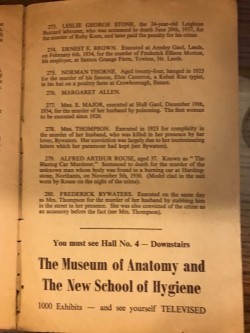 273. LESLIE GEORGE STONE, the 24-year-old Leighton
Buzzard labourer, who was sentenced to death June 29th, 1937, for
the murder of Ruby Keen, and later paid the penalty for his crime.
274. ERNEST E. BROWN. Executed at Armley Gaol, Leeds,
on February 6th, 1934, for the murder of Frederick Ellison Morton,
his employer, at Saxton Grange Farm, Towton, Nr. Leeds.
275. NORMAN THORNE. Aged twenty-four, hanged in 1925
for the murder of his fiancee, Elsie Cameron, a Kensal Rise typist,
in his hut on a poultry farm at Crowborough, Sussex.
276. MARGARET ALLEN.
277. Mrs. E. MAJOR, executed at Hull Gaol, December 19th,
1934, for the murder of her husband by poisoning. The first woman
to be executed since 1926.
278. Mrs. THOMPSON. Executed in 1923 for complicity in
the murder of her husband, who was killed in her presence by her
lover, Bywaters. Her conviction was largely due to her incriminating
letters which her paramour had kept (see Bywaters).
279. ALFRED ARTHUR ROUSE, aged 37. Known as "The
Blazing Car Murderer." Sentenced to death for the murder of the
unknown man whose body was found in a burning car at Hardingstone,
Northants, on November 5th, 1930. (Model clad in the suit
worn by Rouse on the night of the crime).
280. FREDERICK BYWATERS. Executed on the same day
as Mrs. Thompson for the murder of her husband by stabbing him
in the street in her presence. She was also convicted of the crime as
an accessory before the fact (see Mrs. Thompson).
You must see Hall No. 4 — Downstairs
The Museum of Anatomy and
The New School of Hygiene
1000 Exhibits — and see yourself TELEVISED